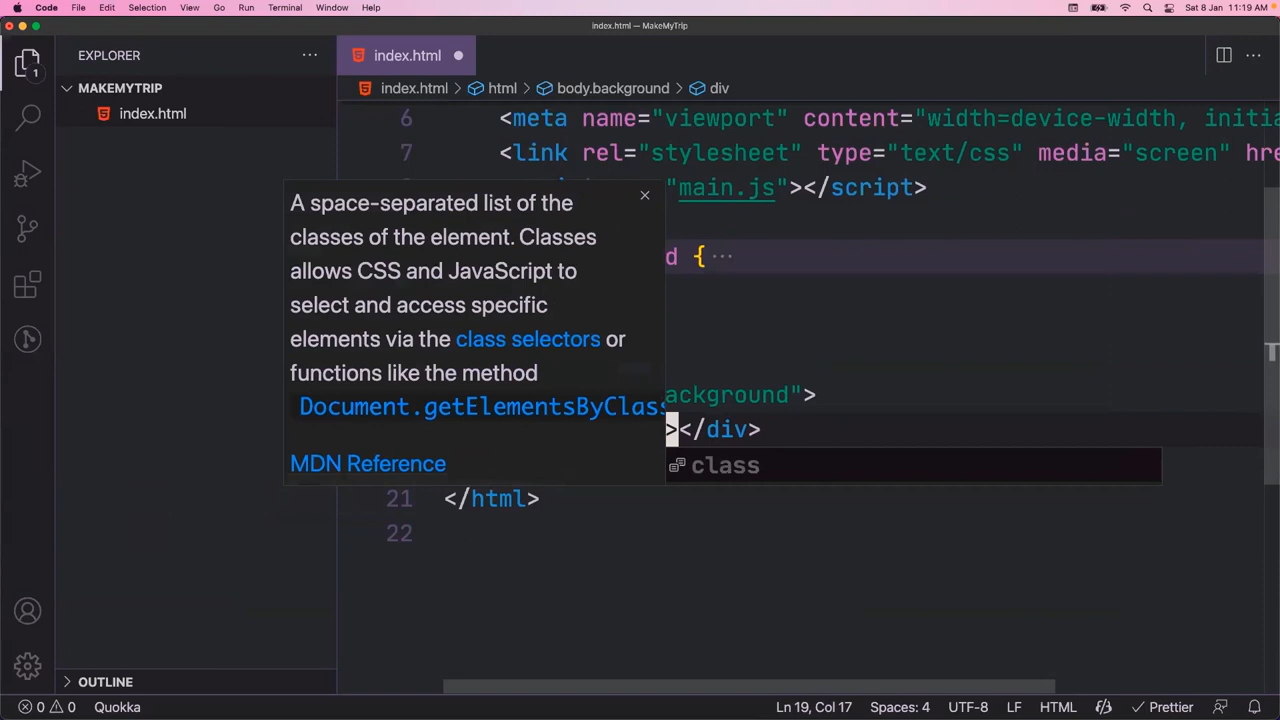 Code File Edit Selection View Go Run Terminal Window Help Sat 8 Jan 11:19 AM
index.html — MakeMyTrip
EXPLORER
index.html
1
index.html > html > body.background > div
MAKEMYTRIP
index.html
6 <meta name="viewport" content="width=device-width, initia
7 <link rel="stylesheet" type="text/css" media="screen" hre
"main.js"></script>
d {···
ackground">
></div>
class
A space-separated list of the
classes of the element. Classes
allows CSS and JavaScript to
select and access specific
elements via the class selectors or
functions like the method
Document.getElementsByClass
MDN Reference
21 </html>
22
OUTLINE
0 0 Quokka Ln 19, Col 17 Spaces: 4 UTF-8 LF HTML Prettier